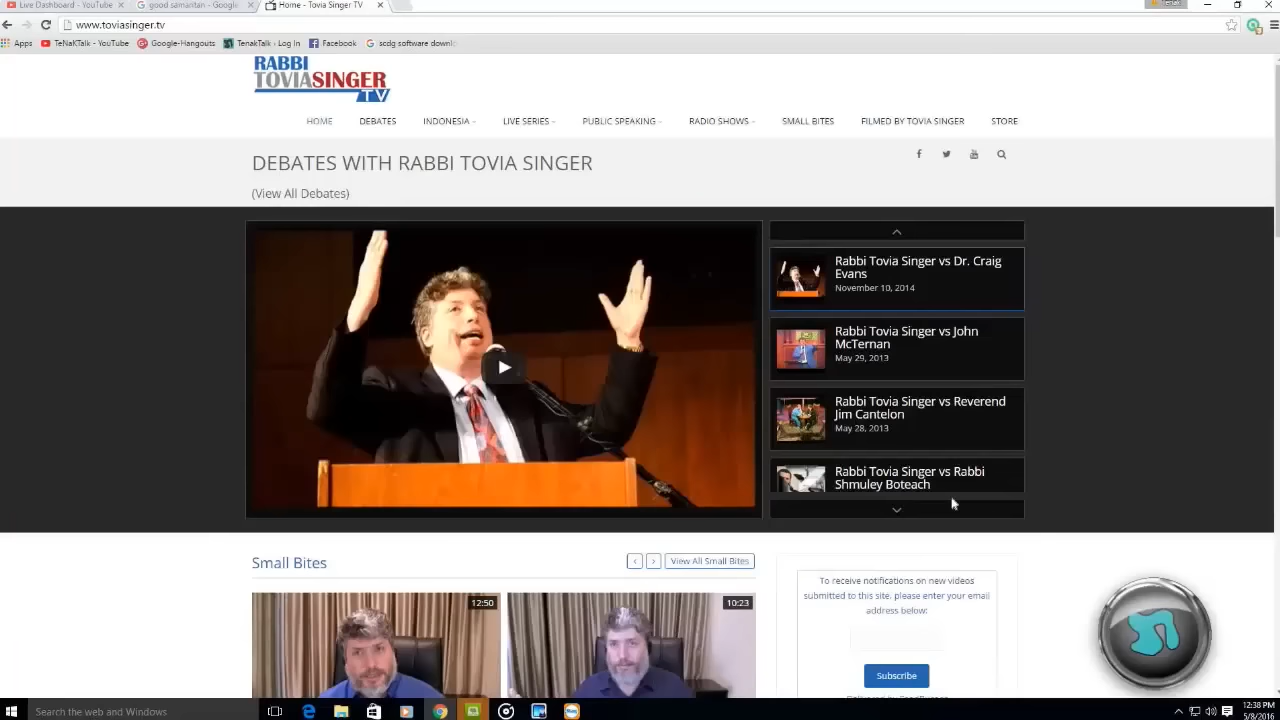 Live Dashboard - YouTube
good samaritan - Google
Home - Tovia Singer TV
www.toviasinger.tv
Apps
TeNaKTalk - YouTube
Google-Hangouts
TenakTalk | Log In
Facebook
scdg software downl
RABBI
TOVIASINGER
TV
HOME
DEBATES
INDONESIA
LIVE SERIES
PUBLIC SPEAKING
RADIO SHOWS
SMALL BITES
FILMED BY TOVIA SINGER
STORE
DEBATES WITH RABBI TOVIA SINGER
(View All Debates)
Rabbi Tovia Singer vs Dr. Craig
Evans
November 10, 2014
Rabbi Tovia Singer vs John
McTernan
May 29, 2013
Rabbi Tovia Singer vs Reverend
Jim Cantelon
May 28, 2013
Rabbi Tovia Singer vs Rabbi
Shmuley Boteach
Small Bites
View All Small Bites
12:50
10:23
To receive notifications on new videos
submitted to this site, please enter your email
address below:
Subscribe
Search the web and Windows
12:38 PM
5/8/2016